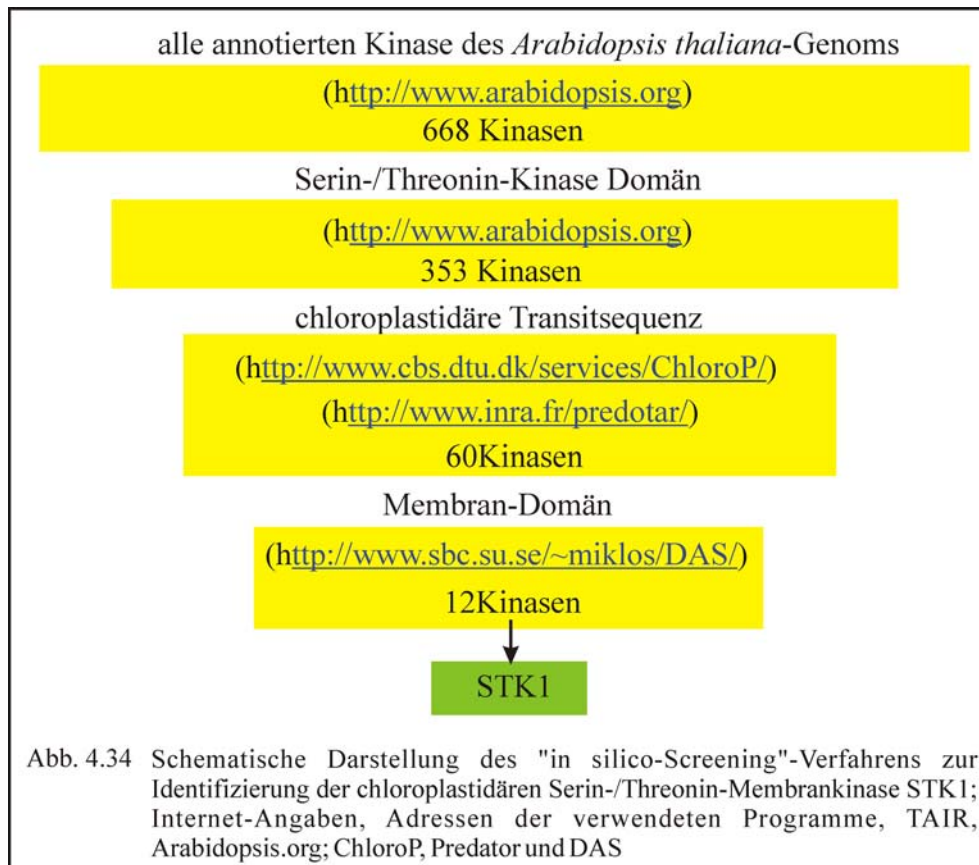 alle annotierten Kinase des Arabidopsis thaliana-Genoms
(http://www.arabidopsis.org)
668 Kinasen
Serin-/Threonin-Kinase Domän
(http://www.arabidopsis.org)
353 Kinasen
chloroplastidäre Transitsequenz
(http://www.cbs.dtu.dk/services/ChloroP/)
(http://www.inra.fr/predotar/)
60Kinasen
Membran-Domän
(http://www.sbc.su.se/~miklos/DAS/)
12Kinasen
STK1
Abb. 4.34 Schematische Darstellung des "in silico-Screening"-Verfahrens zur
Identifizierung der chloroplastidären Serin-/Threonin-Membrankinase STK1;
Internet-Angaben, Adressen der verwendeten Programme, TAIR,
Arabidopsis.org; ChloroP, Predator und DAS